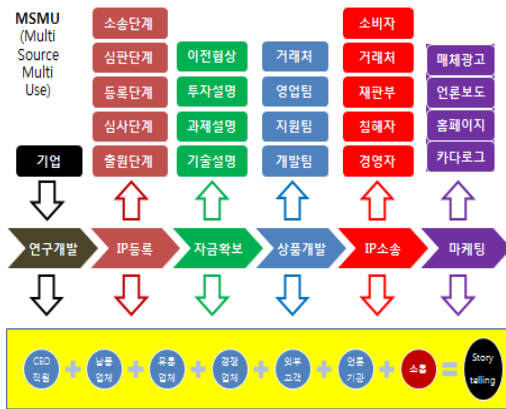 MSMU
(Multi
Source
Multi
Use)
소송단계
심판단계
등록단계
심사단계
출원단계
이전협상
투자설명
과제설명
기술설명
거래처
영업팀
지원팀
개발팀
소비자
거래처
재판부
침해자
경영자
매체광고
언론보도
홈페이지
카다로그
기업
연구개발
IP등록
자금확보
상품개발
IP소송
마케팅
CEO
직원
+
납품
업체
+
유통
업체
+
경쟁
업체
+
외부
고객
+
언론
기관
+
소통
=
Story
telling